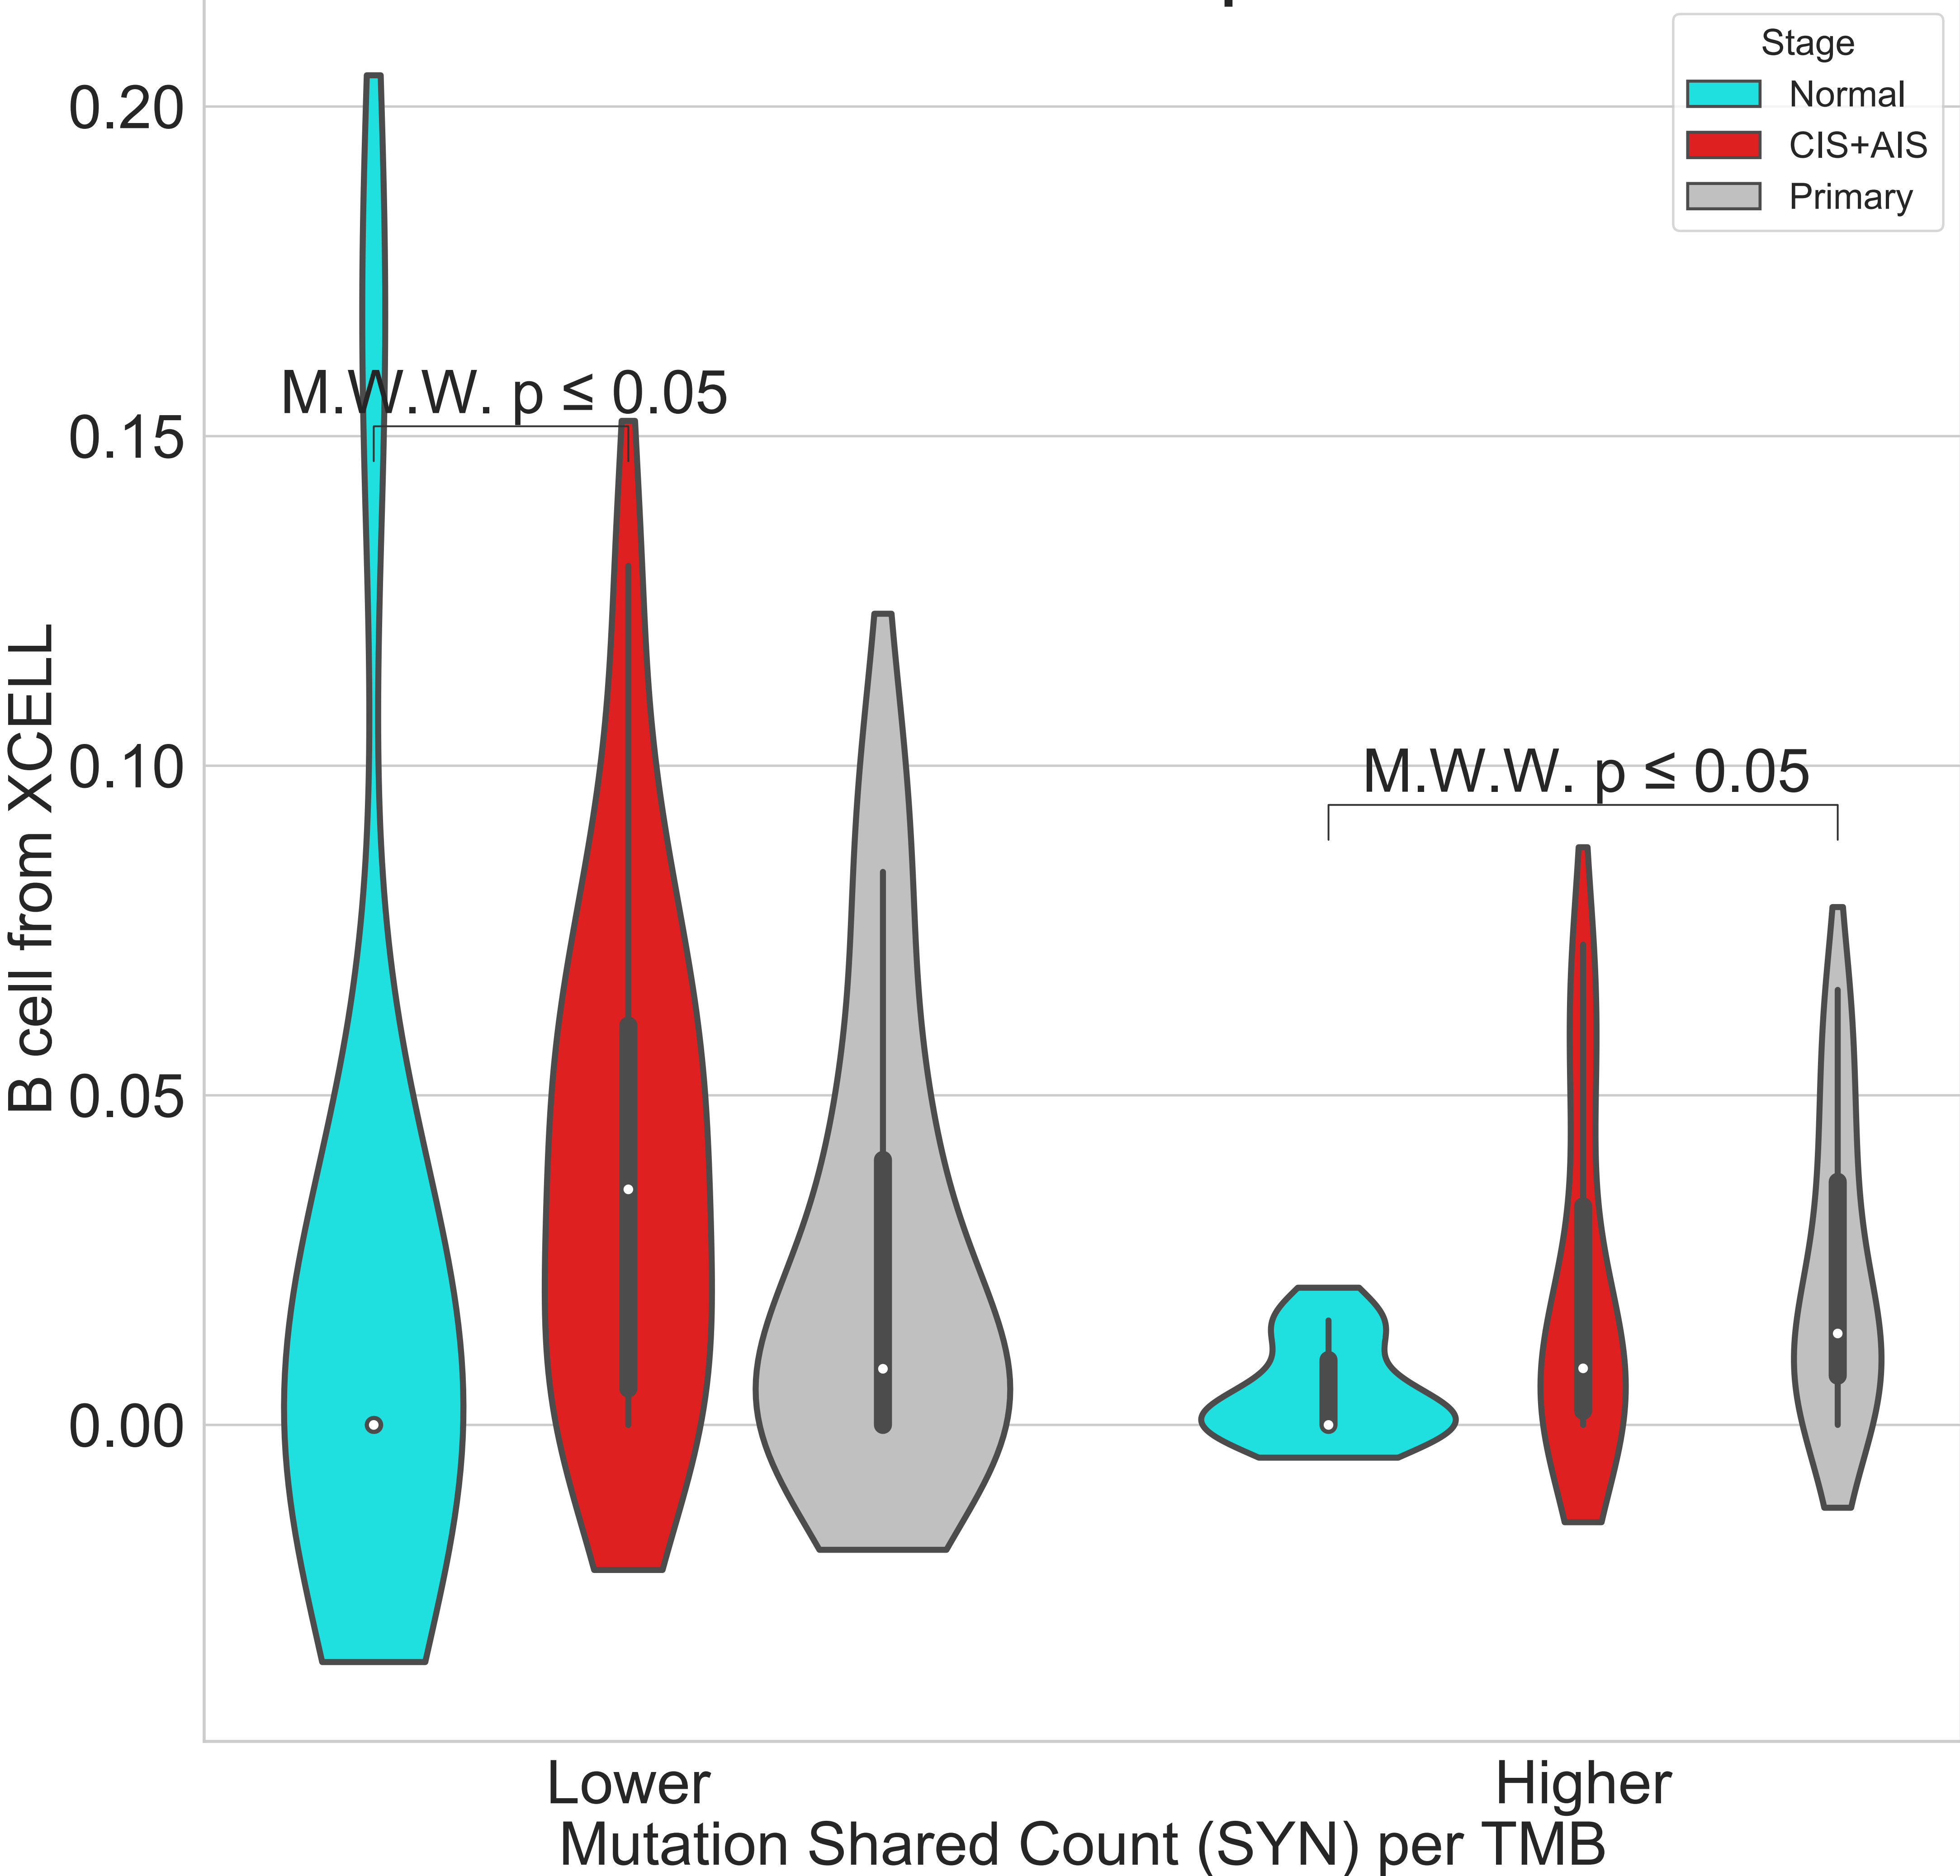 Stage
Normal
CIS+AIS
Primary
0.20
0.15
0.10
0.05
0.00
B cell from XCELL
M.W.W. p ≤ 0.05
M.W.W. p ≤ 0.05
Lower
Higher
Mutation Shared Count (SYN) per TMB